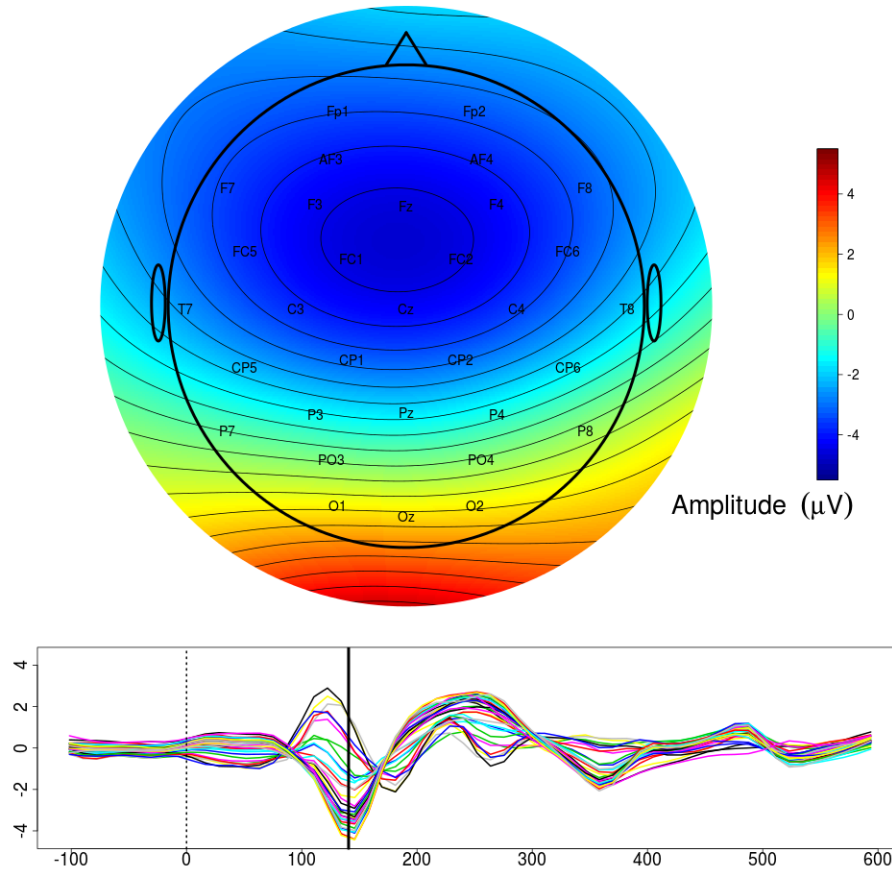 Fp1 Fp2
AF3 AF4
F7 F8
F3 Fz F4
FC5 FC6
FC1 FC2
T7 C3 Cz C4 T8
CP1 CP2
CP5 CP6
P3 Pz P4
P7 P8
PO3 PO4
O1 O2
Oz
4
2
0
-2
-4
Amplitude (μV)
4
2
0
-2
-4
-100 0 100 200 300 400 500 600